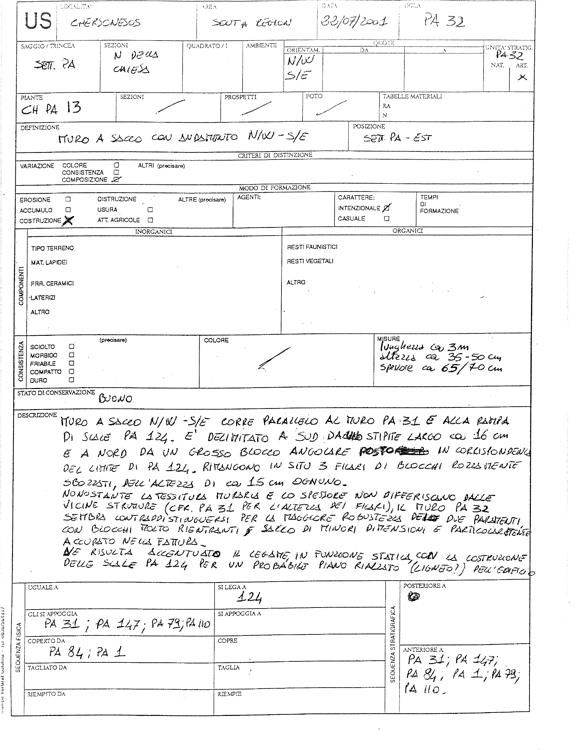 US
LOCALITA'
CHERSONESOS
AREA
SOUTH REGION
DATA
22/07/2001
SIGLA
PA 32
SAGGIO / TRINCEA
SETT. PA
SEZIONI
N DELLA CHIESA
QUADRATO / I
AMBIENTE
QUOTE
ORIENTAM.
DA
A
N/W
S/E
UNITÀ STRATIG.
PA 32
NAT.
ART.
X
PIANTE
CH PA 13
SEZIONI
PROSPETTI
FOTO
TABELLE MATERIALI
RA
N
DEFINIZIONE
MURO A SACCO CON ANDAMENTO N/W - S/E
POSIZIONE
SETT. PA - EST
CRITERI DI DISTINZIONE
VARIAZIONE COLORE ALTRI (precisare)
CONSISTENZA
COMPOSIZIONE
MODO DI FORMAZIONE
EROSIONE DISTRUZIONE ALTRE (precisare)
ACCUMULO USURA
COSTRUZIONE ATT. AGRICOLE
AGENTE
CARATTERE:
INTENZIONALE
CASUALE
TEMPI
DI
FORMAZIONE
COMPONENTI
INORGANICI
TIPO TERRENO
MAT. LAPIDEI
FRR. CERAMICI
LATERIZI
ALTRO
ORGANICI
RESTI FAUNISTICI
RESTI VEGETALI
ALTRO
CONSISTENZA
(precisare)
SCIOLTO
MORBIDO
FRIABILE
COMPATTO
DURO
COLORE
MISURE
lunghezza ca 3m
altezza ca 35-50 cm
spessore ca 65/70 cm
STATO DI CONSERVAZIONE
BUONO
DESCRIZIONE
MURO A SACCO N/W - S/E CORRE PARALLELO AL MURO PA 31 E ALLA RAMPA
DI SCALE PA 124. E' DELIMITATO A SUD DA STIPITE LARGO ca 16 cm
E A NORD DA UN GROSSO BLOCCO ANGOLARE POSTO IN CORRISPONDENZA
DEL LIMITE DI PA 124. RIMANGONO IN SITU 3 FILARI DI BLOCCHI ROZZAMENTE
SBOZZATI, DELL'ALTEZZA DI ca 15 cm OGNUNO.
NONOSTANTE LA TESSITURA MURARIA E LO SPESSORE NON DIFFERISCANO DALLE
VICINE STRUTTURE (CFR. PA 31 PER L'ALTEZZA DEI FILARI), IL MURO PA 32
SEMBRA CONTRADDISTINGUERSI PER LA MAGGIORE ROBUSTEZZA DUE PARAMENTI,
CON BLOCCHI MOLTO RIENTRANTI, SACCO DI MINORI DIMENSIONI E PARTICOLARMENTE
ACCURATO NELLA FATTURA.
NE RISULTA ACCENTUATO IL LEGAME, IN FUNZIONE STATICA, CON LA COSTRUZIONE
DELLE SCALE PA 124 PER UN PROBABILE PIANO RIALZATO (LIGNEO?) DELL'EDIFICIO
SEQUENZA FISICA
UGUALE A
SI LEGA A
124
GLI SI APPOGGIA
PA 31 ; PA 147 ; PA 79 ; PA 110
SI APPOGGIA A
COPERTO DA
PA 84 ; PA 1
COPRE
TAGLIATO DA
TAGLIA
RIEMPITO DA
RIEMPIE
SEQUENZA STRATIGRAFICA
POSTERIORE A
ANTERIORE A
PA 31 ; PA 147 ;
PA 84 , PA 1 ; PA 79 ;
PA 110 .